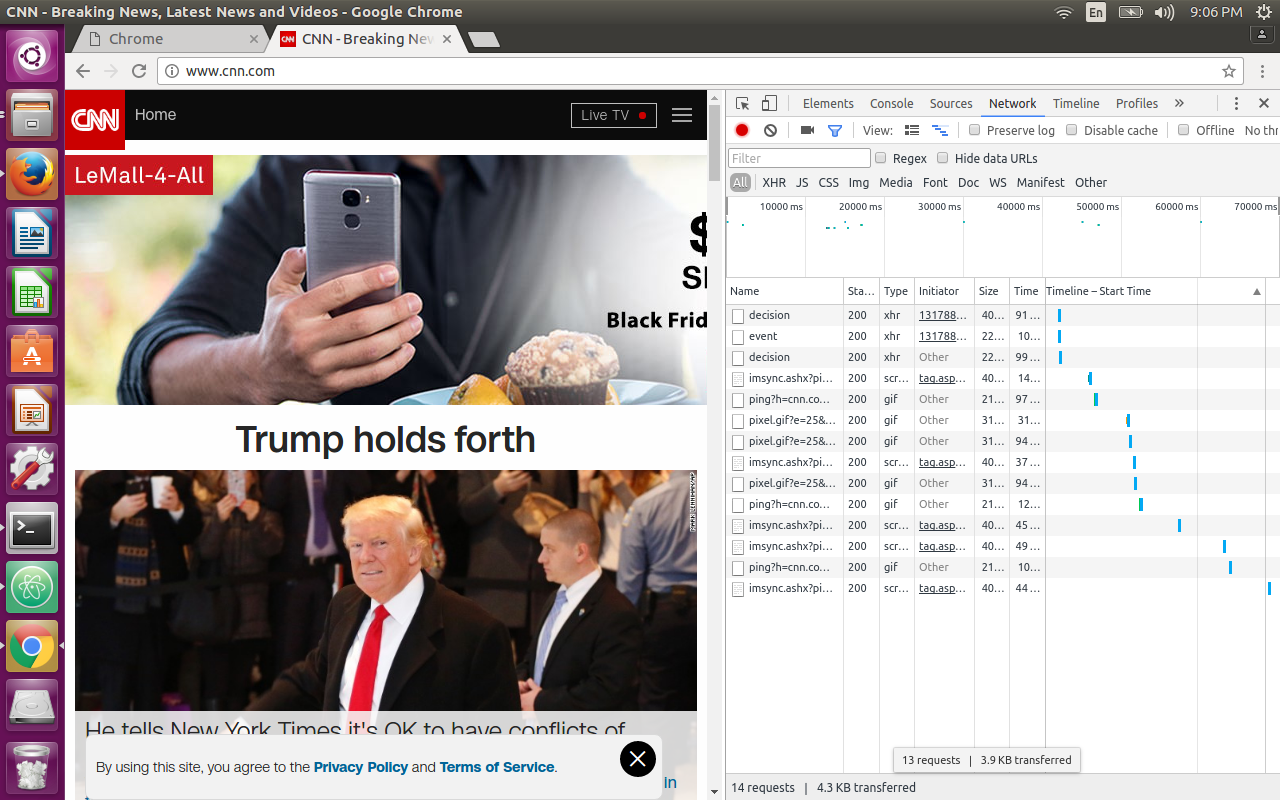 CNN - Breaking News, Latest News and Videos - Google Chrome
En
9:06 PM
Chrome
CNN - Breaking Nev
www.cnn.com
CNN
Home
Live TV
LeMall-4-All
$
SI
Black Frid
Trump holds forth
He tells New York Times it's OK to have conflicts of
By using this site, you agree to the Privacy Policy and Terms of Service.
in
Elements
Console
Sources
Network
Timeline
Profiles
»
View:
Preserve log
Disable cache
Offline
No thr
Filter
Regex
Hide data URLs
All
XHR
JS
CSS
Img
Media
Font
Doc
WS
Manifest
Other
10000 ms
20000 ms
30000 ms
40000 ms
50000 ms
60000 ms
70000 ms
Name Sta... Type Initiator Size Time Timeline – Start Time
decision 200 xhr 131788... 40... 91...
event 200 xhr 131788... 22... 10...
decision 200 xhr Other 22... 99...
imsync.ashx?pi... 200 scr... tag.asp... 40... 14...
ping?h=cnn.co... 200 gif Other 21... 97...
pixel.gif?e=25&... 200 gif Other 31... 31...
pixel.gif?e=25&... 200 gif Other 31... 94...
imsync.ashx?pi... 200 scr... tag.asp... 40... 37...
pixel.gif?e=25&... 200 gif Other 31... 94...
ping?h=cnn.co... 200 gif Other 21... 12...
imsync.ashx?pi... 200 scr... tag.asp... 40... 45...
imsync.ashx?pi... 200 scr... tag.asp... 40... 49...
ping?h=cnn.co... 200 gif Other 21... 10...
imsync.ashx?pi... 200 scr... tag.asp... 40... 44...
13 requests | 3.9 KB transferred
14 requests | 4.3 KB transferred